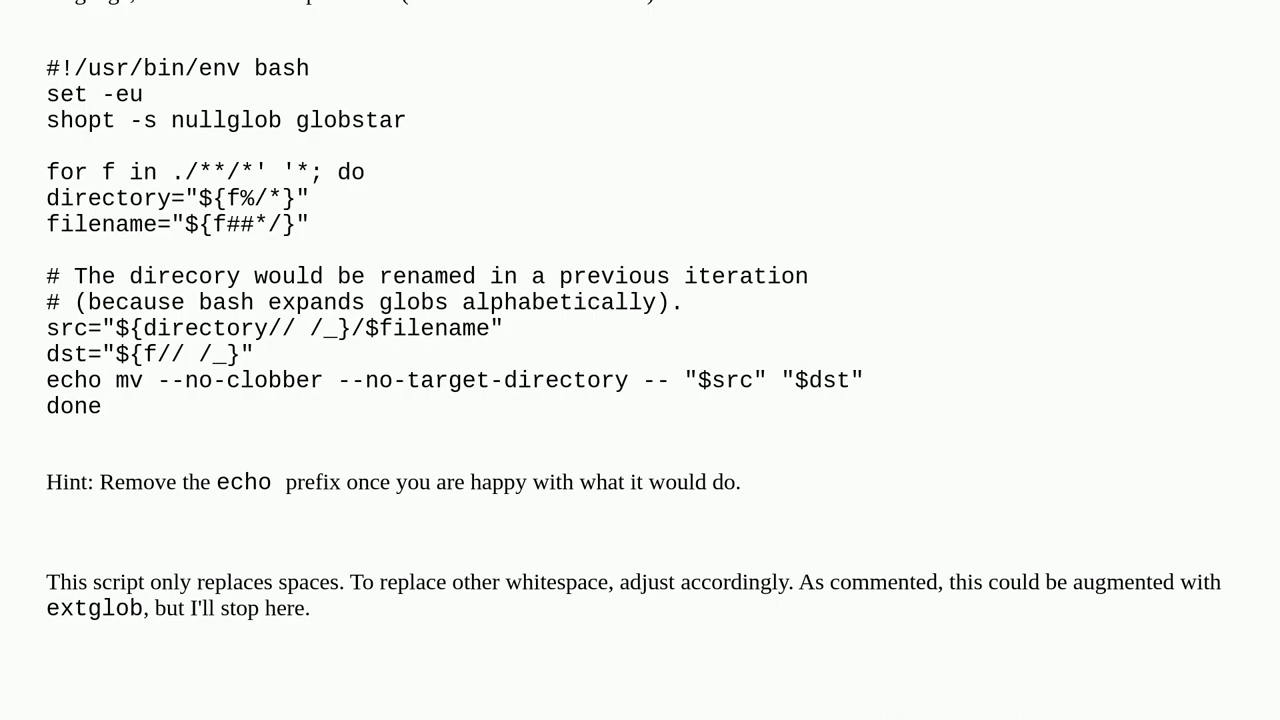 #!/usr/bin/env bash
set -eu
shopt -s nullglob globstar
for f in ./**/*' '*; do
directory="${f%/*}"
filename="${f##*/}"
# The direcory would be renamed in a previous iteration
# (because bash expands globs alphabetically).
src="${directory// /_}/$filename"
dst="${f// /_}"
echo mv --no-clobber --no-target-directory -- "$src" "$dst"
done
Hint: Remove the echo prefix once you are happy with what it would do.
This script only replaces spaces. To replace other whitespace, adjust accordingly. As commented, this could be augmented with
extglob, but I'll stop here.